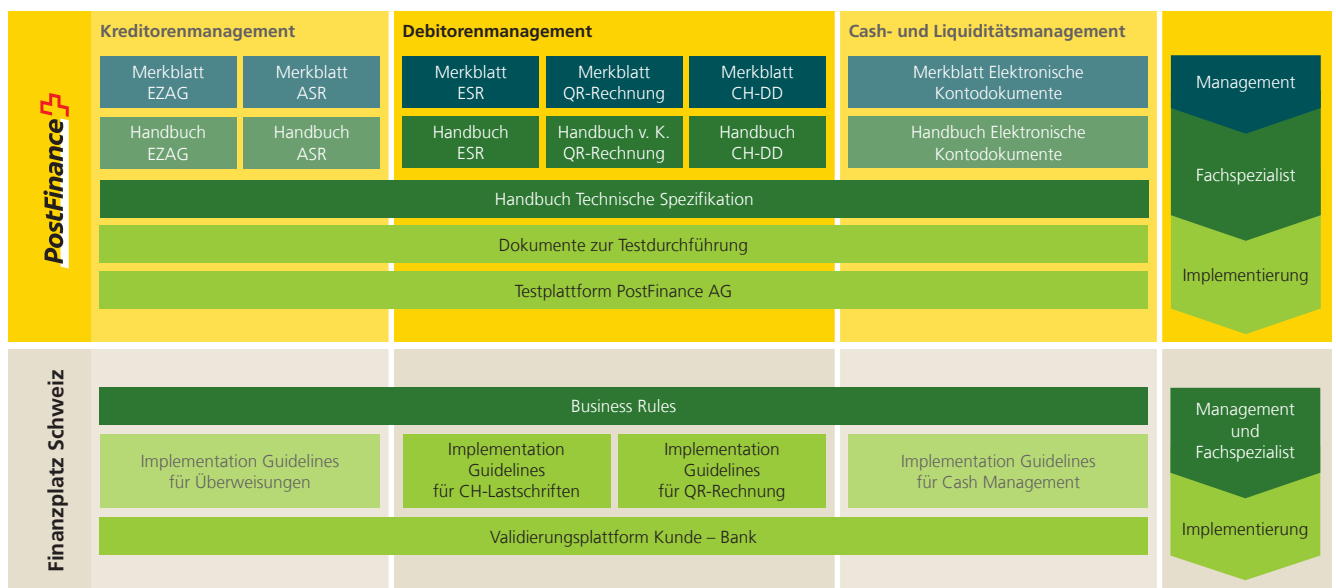 Kreditorenmanagement
Debitorenmanagement
Cash- und Liquiditätsmanagement
PostFinance
Merkblatt
EZAG
Merkblatt
ASR
Merkblatt
ESR
Merkblatt
QR-Rechnung
Merkblatt
CH-DD
Merkblatt Elektronische
Kontodokumente
Management
Handbuch
EZAG
Handbuch
ASR
Handbuch
ESR
Handbuch v. K.
QR-Rechnung
Handbuch
CH-DD
Handbuch Elektronische
Kontodokumente
Fachspezialist
Handbuch Technische Spezifikation
Dokumente zur Testdurchführung
Testplattform PostFinance AG
Implementierung
Finanzplatz Schweiz
Business Rules
Management
und
Fachspezialist
Implementation Guidelines
für Überweisungen
Implementation
Guidelines
für CH-Lastschriften
Implementation
Guidelines
für QR-Rechnung
Implementation Guidelines
für Cash Management
Validierungsplattform Kunde – Bank
Implementierung